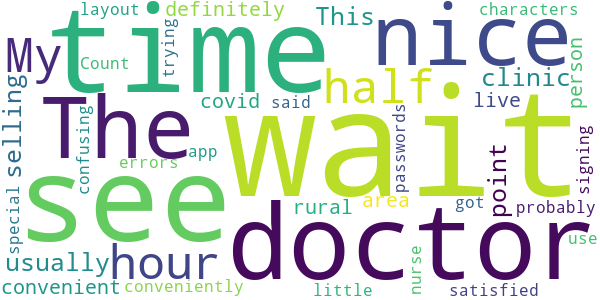 layout
definitely
This
characters
My
time
Count
trying
nice
person
selling
confusing
The
covid
said
half
clinic
live
wait
passwords
errors
app
see
doctor
rural
area
got
point
signing
probably
special
usually
hour
nurse
use
convenient
conveniently
little
satisfied